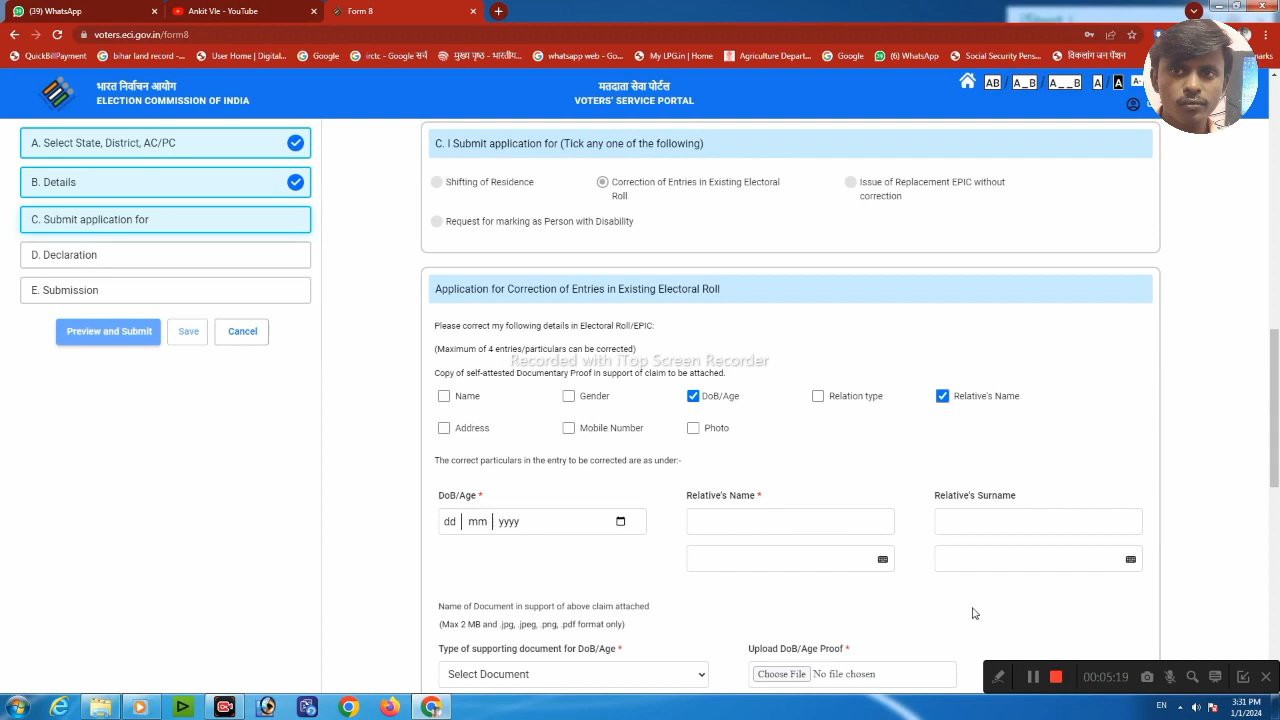 (39) WhatsApp
Ankit Vle - YouTube
Form 8
voters.eci.gov.in/form8
QuickBillPayment
bihar land record -...
User Home | Digital...
Google
irctc - Google सर्च
मुख्य पृष्ठ - भारतीय...
whatsapp web - Go...
My LPG.in | Home
Agriculture Depart...
Google
(6) WhatsApp
Social Security Pens...
विकलांग जन पेंशन
भारत निर्वाचन आयोग
ELECTION COMMISSION OF INDIA
मतदाता सेवा पोर्टल
VOTERS' SERVICE PORTAL
AB / A_B / A__B / A / A A-
A. Select State, District, AC/PC
B. Details
C. Submit application for
D. Declaration
E. Submission
Preview and Submit
Save
Cancel
C. I Submit application for (Tick any one of the following)
Shifting of Residence
Correction of Entries in Existing Electoral
Roll
Issue of Replacement EPIC without
correction
Request for marking as Person with Disability
Application for Correction of Entries in Existing Electoral Roll
Please correct my following details in Electoral Roll/EPIC:
(Maximum of 4 entries/particulars can be corrected)
Recorded with iTop Screen Recorder
Copy of self-attested Documentary Proof in support of claim to be attached.
Name
Gender
DoB/Age
Relation type
Relative's Name
Address
Mobile Number
Photo
The correct particulars in the entry to be corrected are as under:-
DoB/Age *
Relative's Name *
Relative's Surname
dd mm yyyy
Name of Document in support of above claim attached
(Max 2 MB and .jpg, .jpeg, .png, .pdf format only)
Type of supporting document for DoB/Age *
Upload DoB/Age Proof *
Select Document
Choose File No file chosen
00:05:19
EN
3:31 PM
1/1/2024